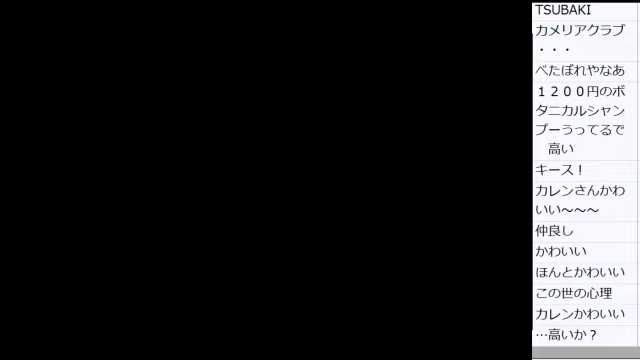 TSUBAKI
カメリアクラブ
・・・
べたぼれやなあ
１２００円のボ
タニカルシャン
プーうってるで
高い
キース！
カレンさんかわ
いい～～～
仲良し
かわいい
ほんとかわいい
この世の心理
カレンかわいい
…高いか？